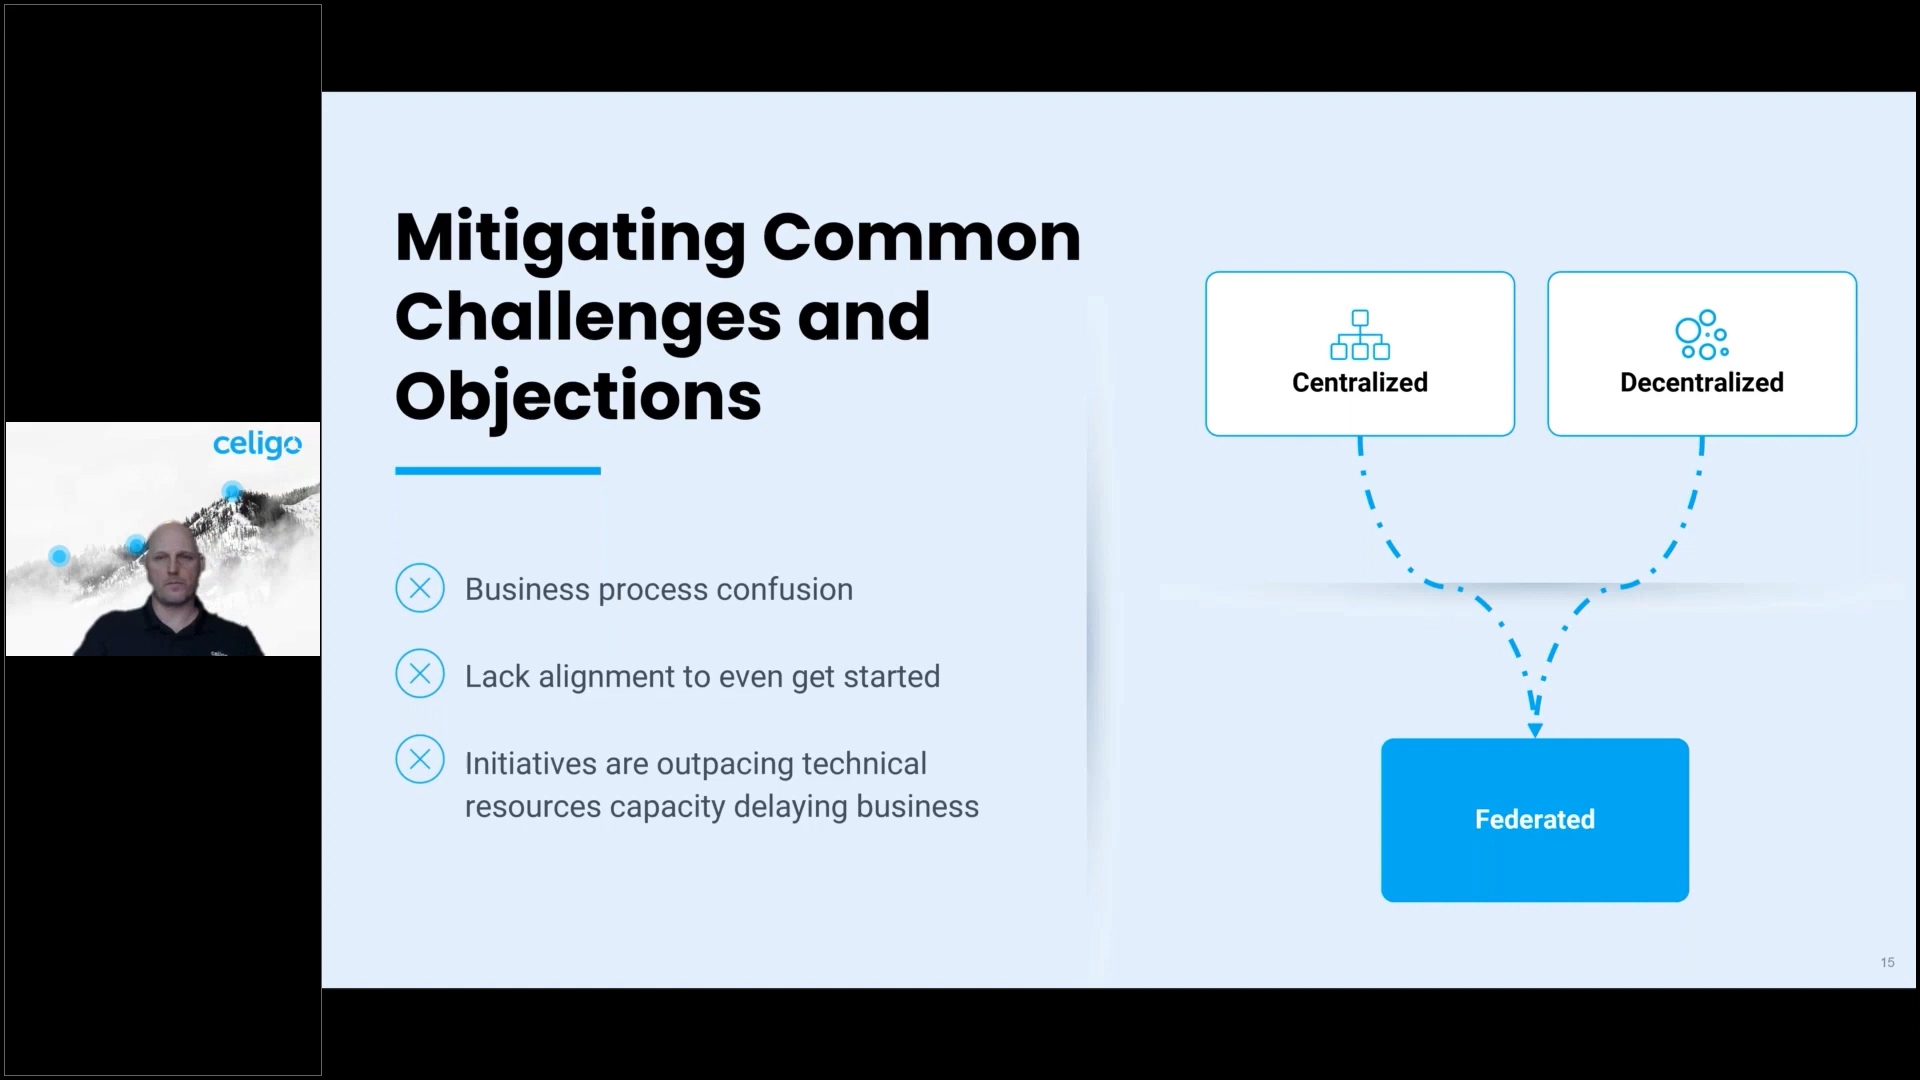 celigo
Mitigating Common
Challenges and
Objections
Business process confusion
Lack alignment to even get started
Initiatives are outpacing technical
resources capacity delaying business
Centralized
Decentralized
Federated
15